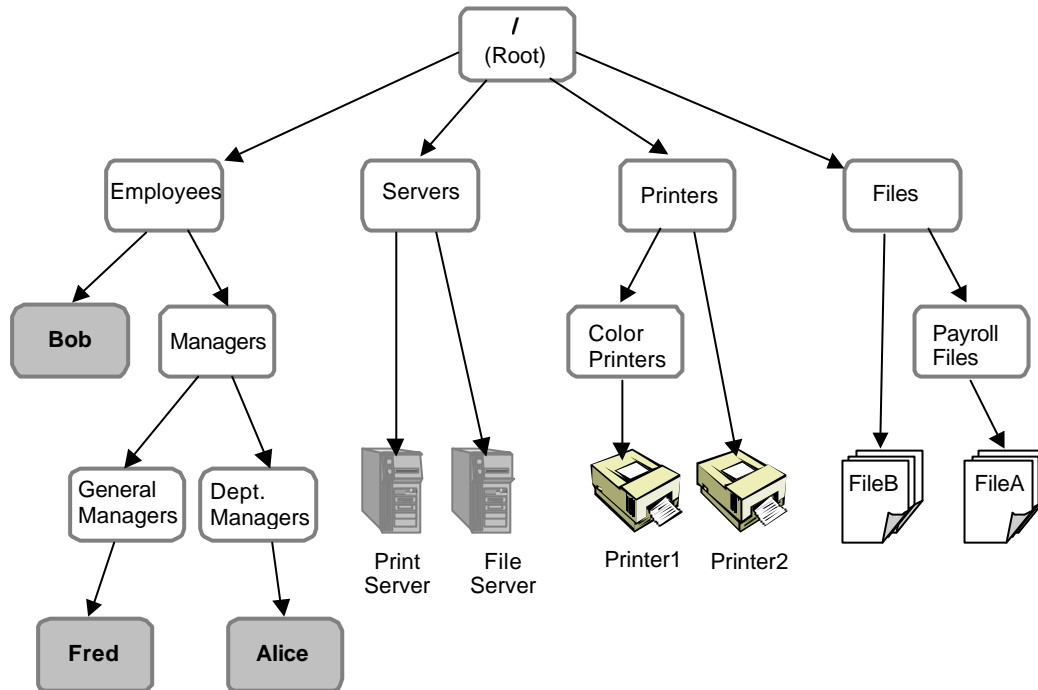 /
(Root)
Employees
Servers
Printers
Files
Bob
Managers
Color
Printers
Payroll
Files
General
Managers
Dept.
Managers
FileB
FileA
Print
Server
File
Server
Printer1
Printer2
Fred
Alice